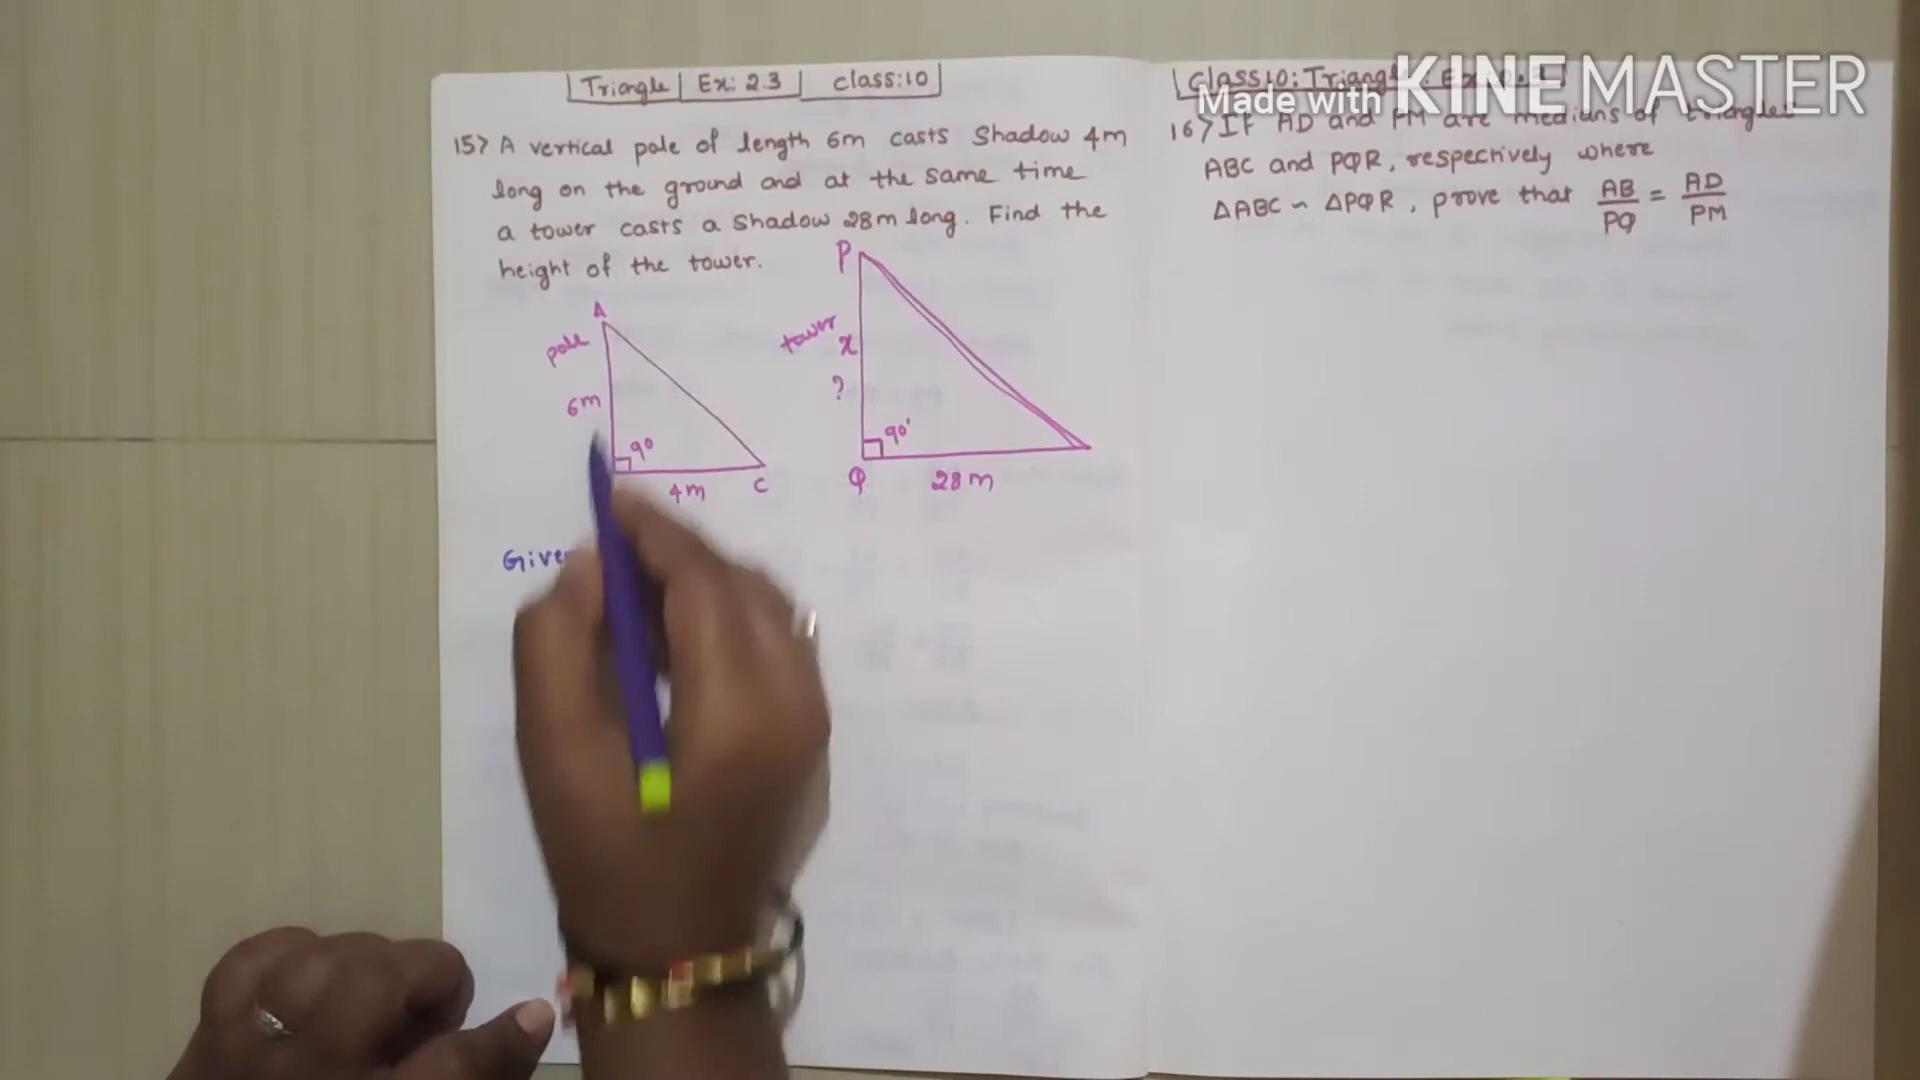 Triangle Ex: 2.3 class:10
15> A vertical pole of length 6m casts Shadow 4m
long on the ground and at the same time
a tower casts a Shadow 28m long. Find the
height of the tower.
A
pole
6m
90
4m
C
P
tower
x
?
90°
Q
28m
Given
Class10: Triangle
Made with KINEMASTER
16> If AD and PM are medians of triangles
ABC and PQR, respectively where
ΔABC ~ ΔPQR, prove that AB/PQ = AD/PM